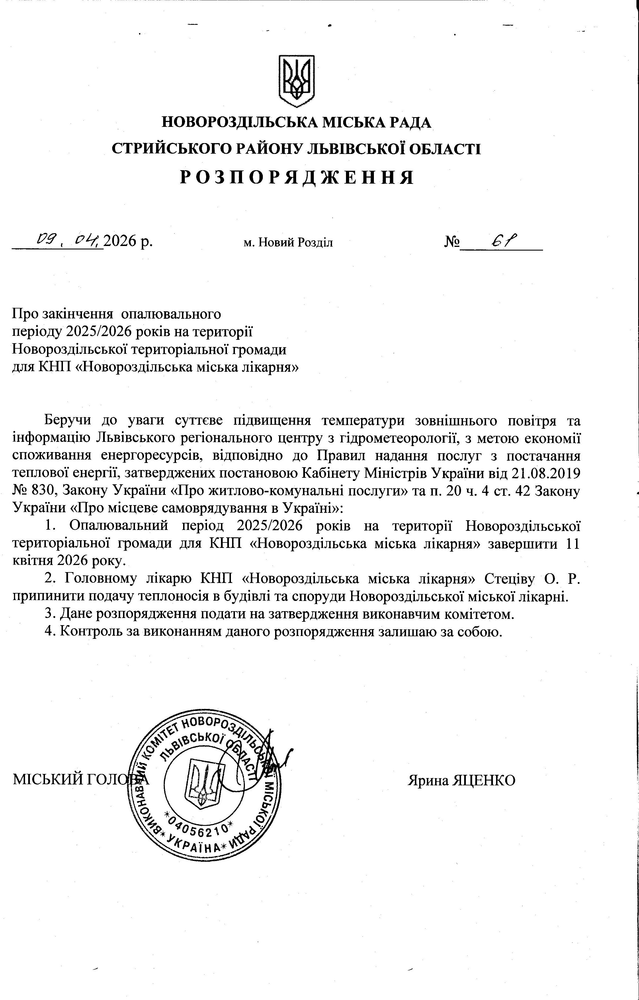 НОВОРОЗДІЛЬСЬКА МІСЬКА РАДА
СТРИЙСЬКОГО РАЙОНУ ЛЬВІВСЬКОЇ ОБЛАСТІ
Р О З П О Р Я Д Ж Е Н Н Я
09. 04. 2026 р. м. Новий Розділ № 61
Про закінчення опалювального
періоду 2025/2026 років на території
Новороздільської територіальної громади
для КНП «Новороздільська міська лікарня»
Беручи до уваги суттєве підвищення температури зовнішнього повітря та
інформацію Львівського регіонального центру з гідрометеорології, з метою економії
споживання енергоресурсів, відповідно до Правил надання послуг з постачання
теплової енергії, затверджених постановою Кабінету Міністрів України від 21.08.2019
№ 830, Закону України «Про житлово-комунальні послуги» та п. 20 ч. 4 ст. 42 Закону
України «Про місцеве самоврядування в Україні»:
1. Опалювальний період 2025/2026 років на території Новороздільської
територіальної громади для КНП «Новороздільська міська лікарня» завершити 11
квітня 2026 року.
2. Головному лікарю КНП «Новороздільська міська лікарня» Стеціву О. Р.
припинити подачу теплоносія в будівлі та споруди Новороздільської міської лікарні.
3. Дане розпорядження подати на затвердження виконавчим комітетом.
4. Контроль за виконанням даного розпорядження залишаю за собою.
МІСЬКИЙ ГОЛОВА Ярина ЯЦЕНКО
ВИКОНАВЧИЙ КОМІТЕТ НОВОРОЗДІЛЬСЬКОЇ МІСЬКОЇ РАДИ
ЛЬВІВСЬКОЇ ОБЛАСТІ
*04056210*
*УКРАЇНА*